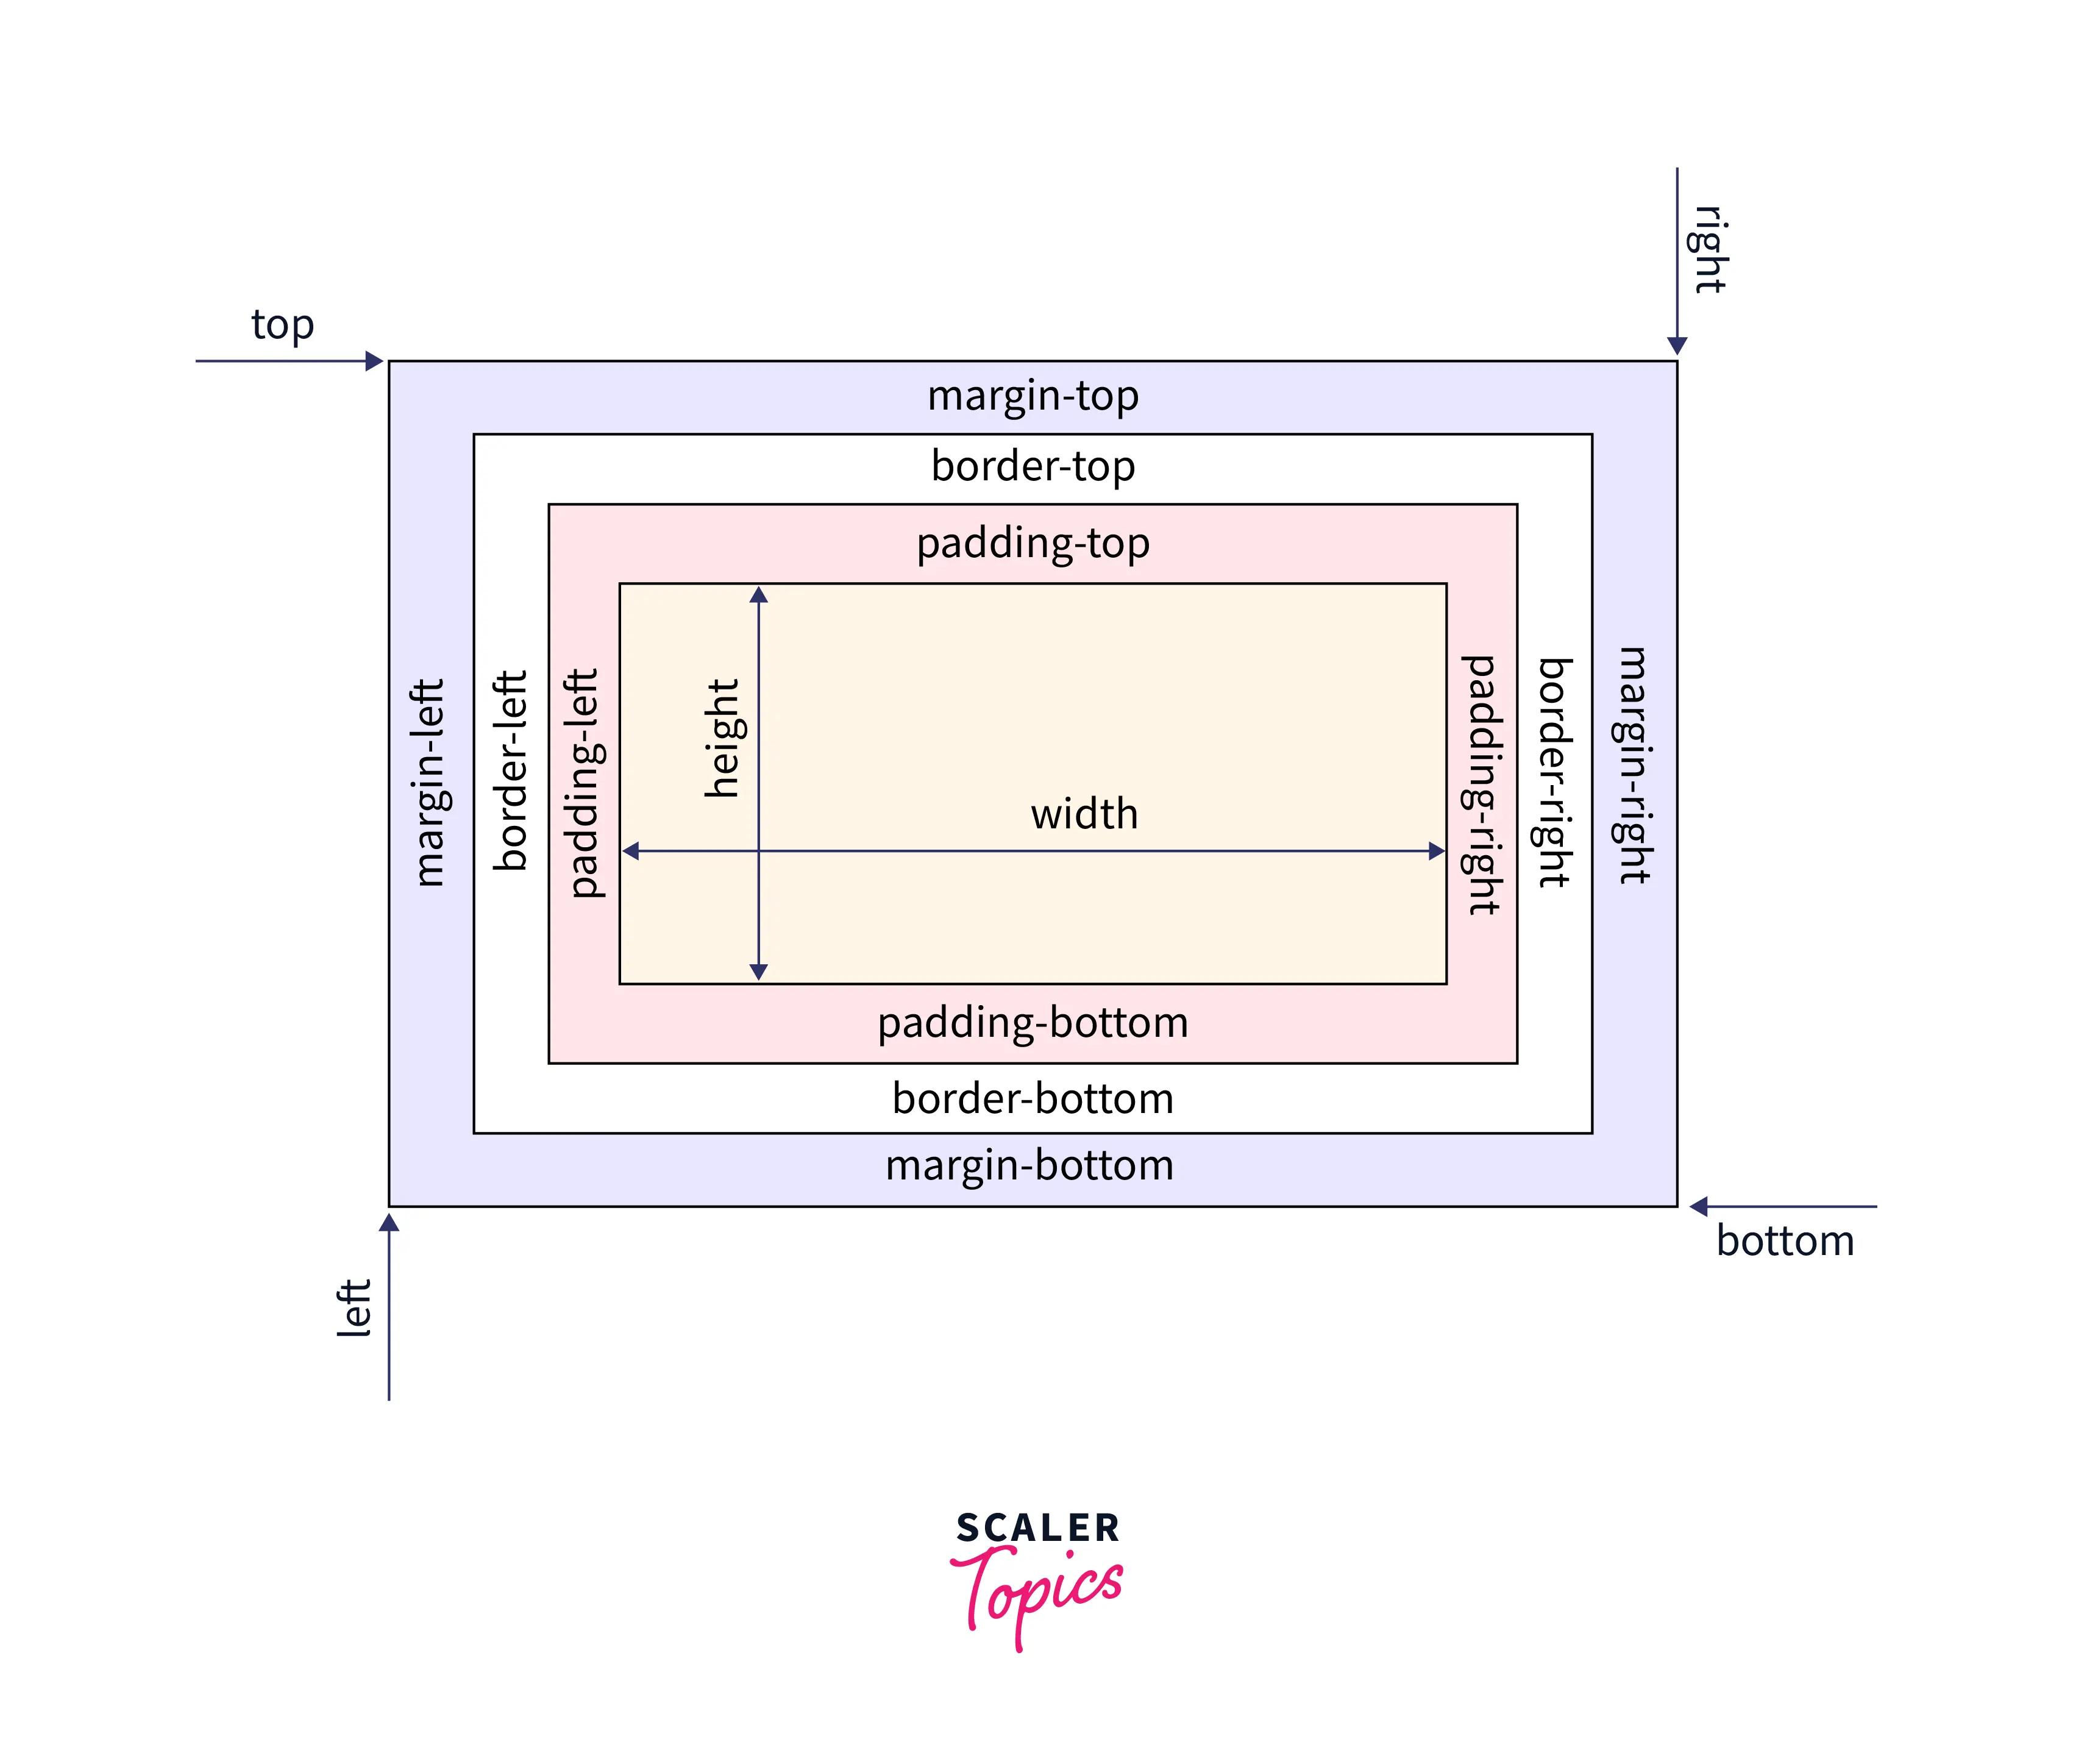 right
top
margin-top
border-top
padding-top
margin-left
border-left
padding-left
height
width
padding-right
border-right
margin-right
padding-bottom
border-bottom
margin-bottom
bottom
left
SCALER
Topics